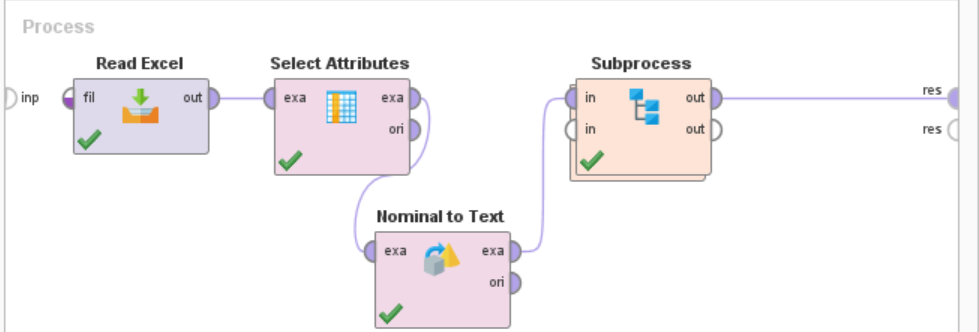 Process
Read Excel
Select Attributes
Subprocess
inp
fil
out
exa
exa
ori
in
out
in
out
res
res
Nominal to Text
exa
exa
ori